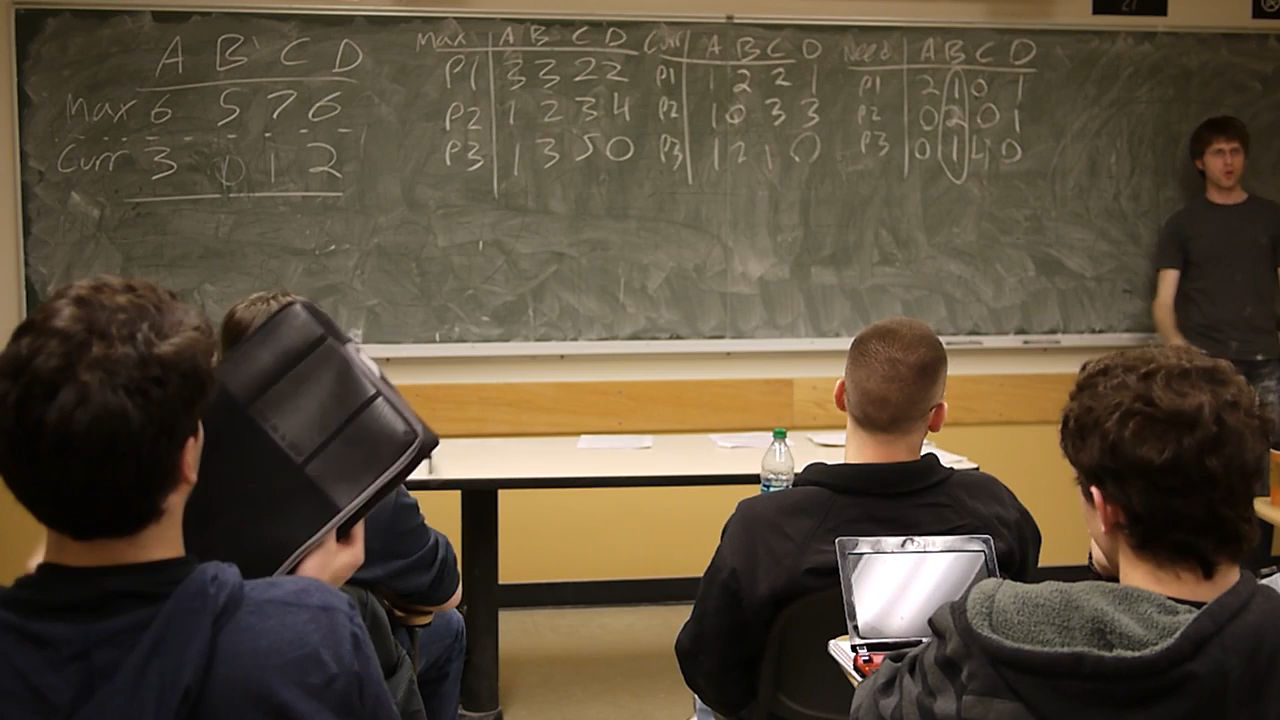 A B C D
Max 6 5 7 6
Curr 3 0 1 2
Max A B C D
P1 3 3 2 2
P2 1 2 3 4
P3 1 3 5 0
Curr A B C D
P1 1 2 2 1
P2 1 0 3 3
P3 1 2 1 0
Need A B C D
P1 2 1 0 1
P2 0 2 0 1
P3 0 1 4 0
27